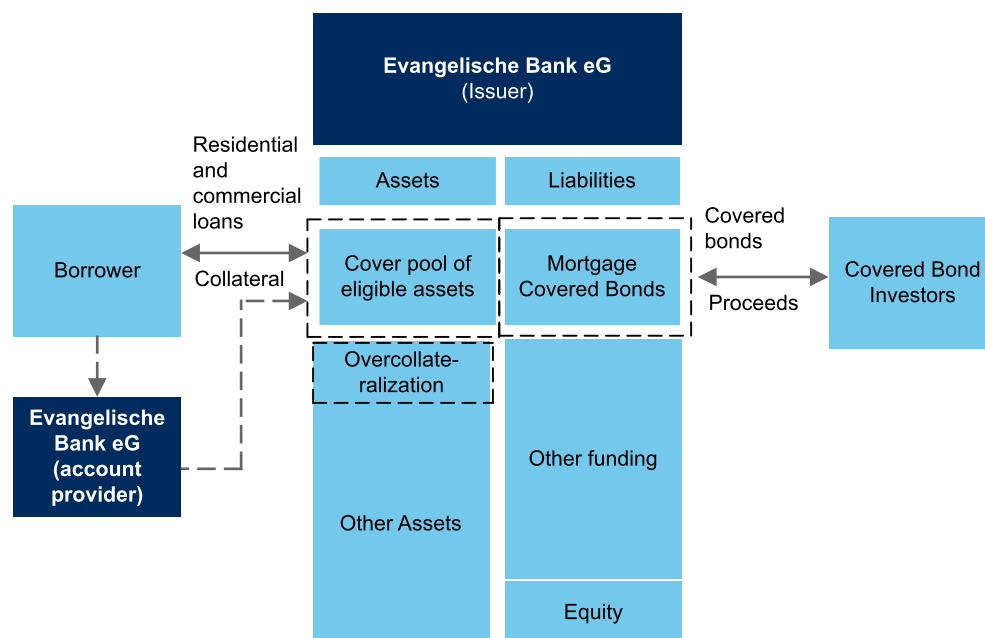 Evangelische Bank eG
(Issuer)
Residential
and
commercial
loans
Assets
Liabilities
Borrower
Collateral
Cover pool of
eligible assets
Mortgage
Covered Bonds
Covered
bonds
Proceeds
Covered Bond
Investors
Overcollate-
ralization
Evangelische
Bank eG
(account
provider)
Other funding
Other Assets
Equity